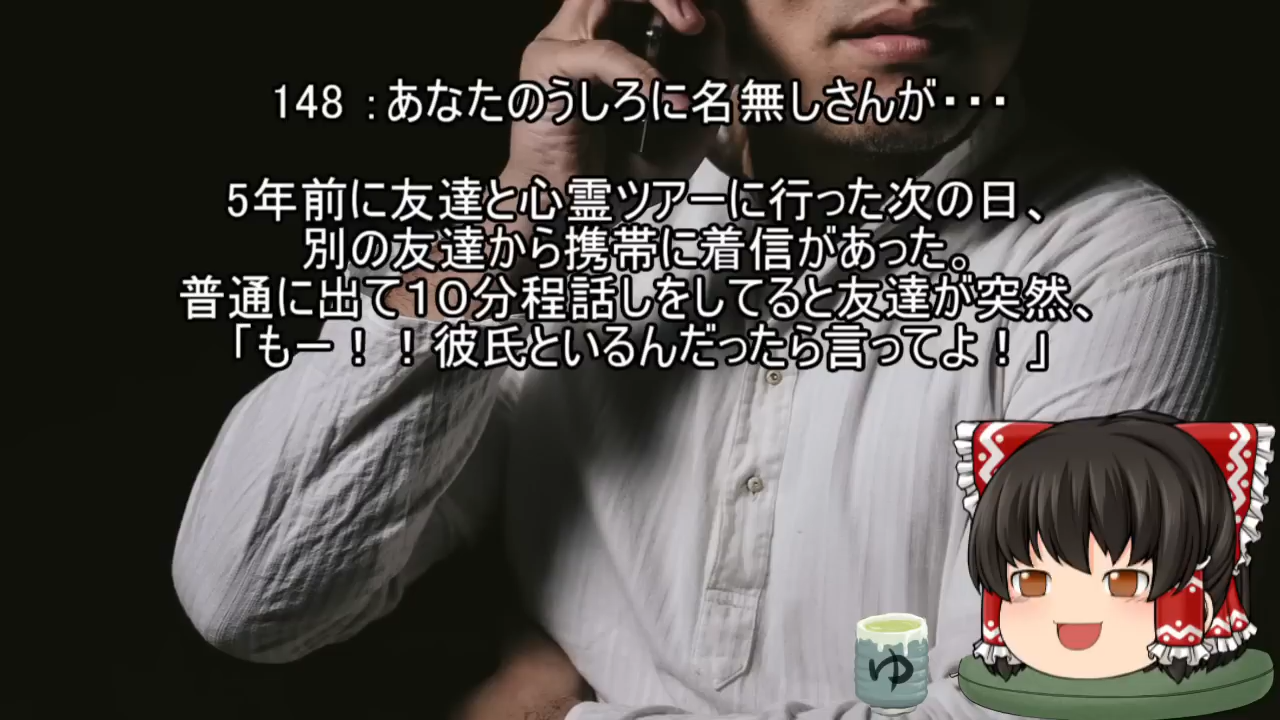 148 :あなたのうしろに名無しさんが・・・
5年前に友達と心霊ツアーに行った次の日、
別の友達から携帯に着信があった。
普通に出て１０分程話しをしてると友達が突然、
「もー！！彼氏といるんだったら言ってよ！」
ゆ